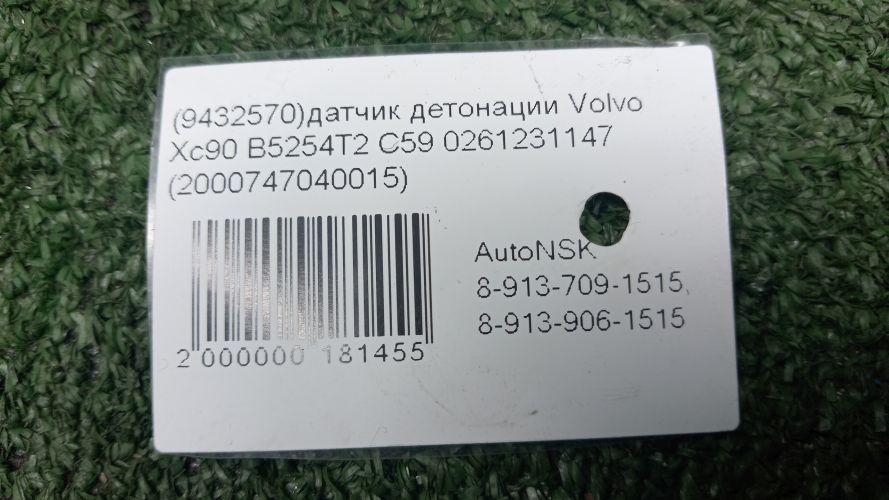 (9432570)датчик детонации Volvo
Xc90 B5254T2 C59 0261231147
(2000747040015)
AutoNSK
8-913-709-1515,
8-913-906-1515
2 000000 181455